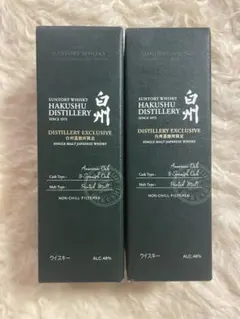 SUNTORY WHISKY
SUNTORY WHISKY
HAKUSHU
DISTILLERY
SINCE 1973
白州
DISTILLERY EXCLUSIVE
白州蒸溜所限定
SINGLE MALT JAPANESE WHISKY
Cask Type:
American Oak
& Spanish Oak
Malt Type:
Peated Malt
NON-CHILL FILTERED
ウイスキー
ALC.48%
SUNTORY WHISKY
SUNTORY WHISKY
HAKUSHU
DISTILLERY
SINCE 1973
白州
DISTILLERY EXCLUSIVE
白州蒸溜所限定
SINGLE MALT JAPANESE WHISKY
Cask Type:
American Oak
& Spanish Oak
Malt Type:
Peated Malt
NON-CHILL FILTERED
ウイスキー
ALC.48%